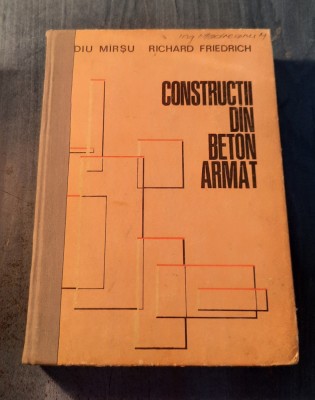 DIU MIRȘU RICHARD FRIEDRICH
CONSTRUCTII
DIN
BETON
ARMAT